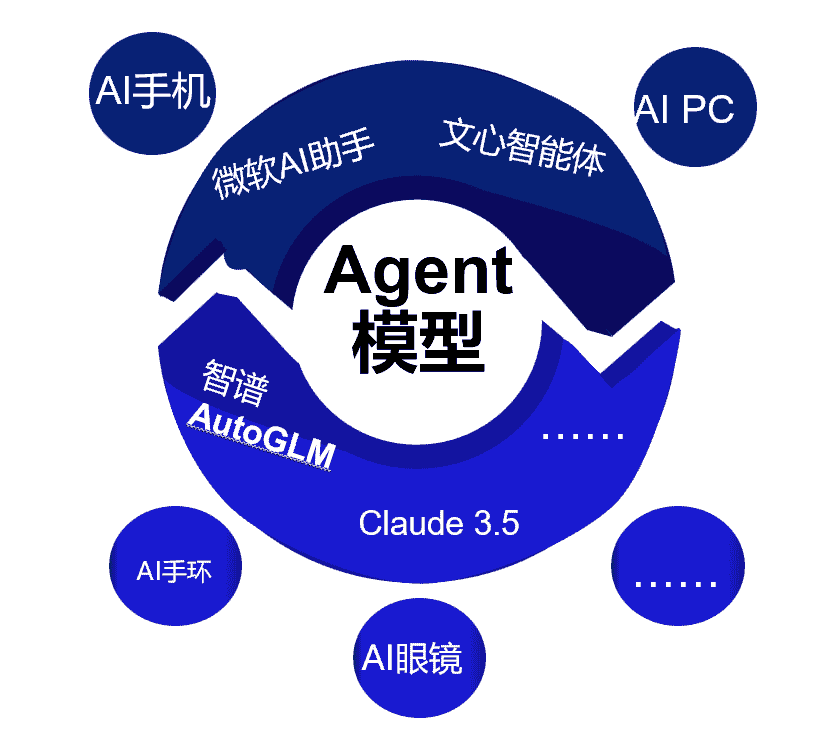 AI手机
AI PC
微软AI助手
文心智能体
Agent
模型
智谱
AutoGLM
……
Claude 3.5
AI手环
……
AI眼镜